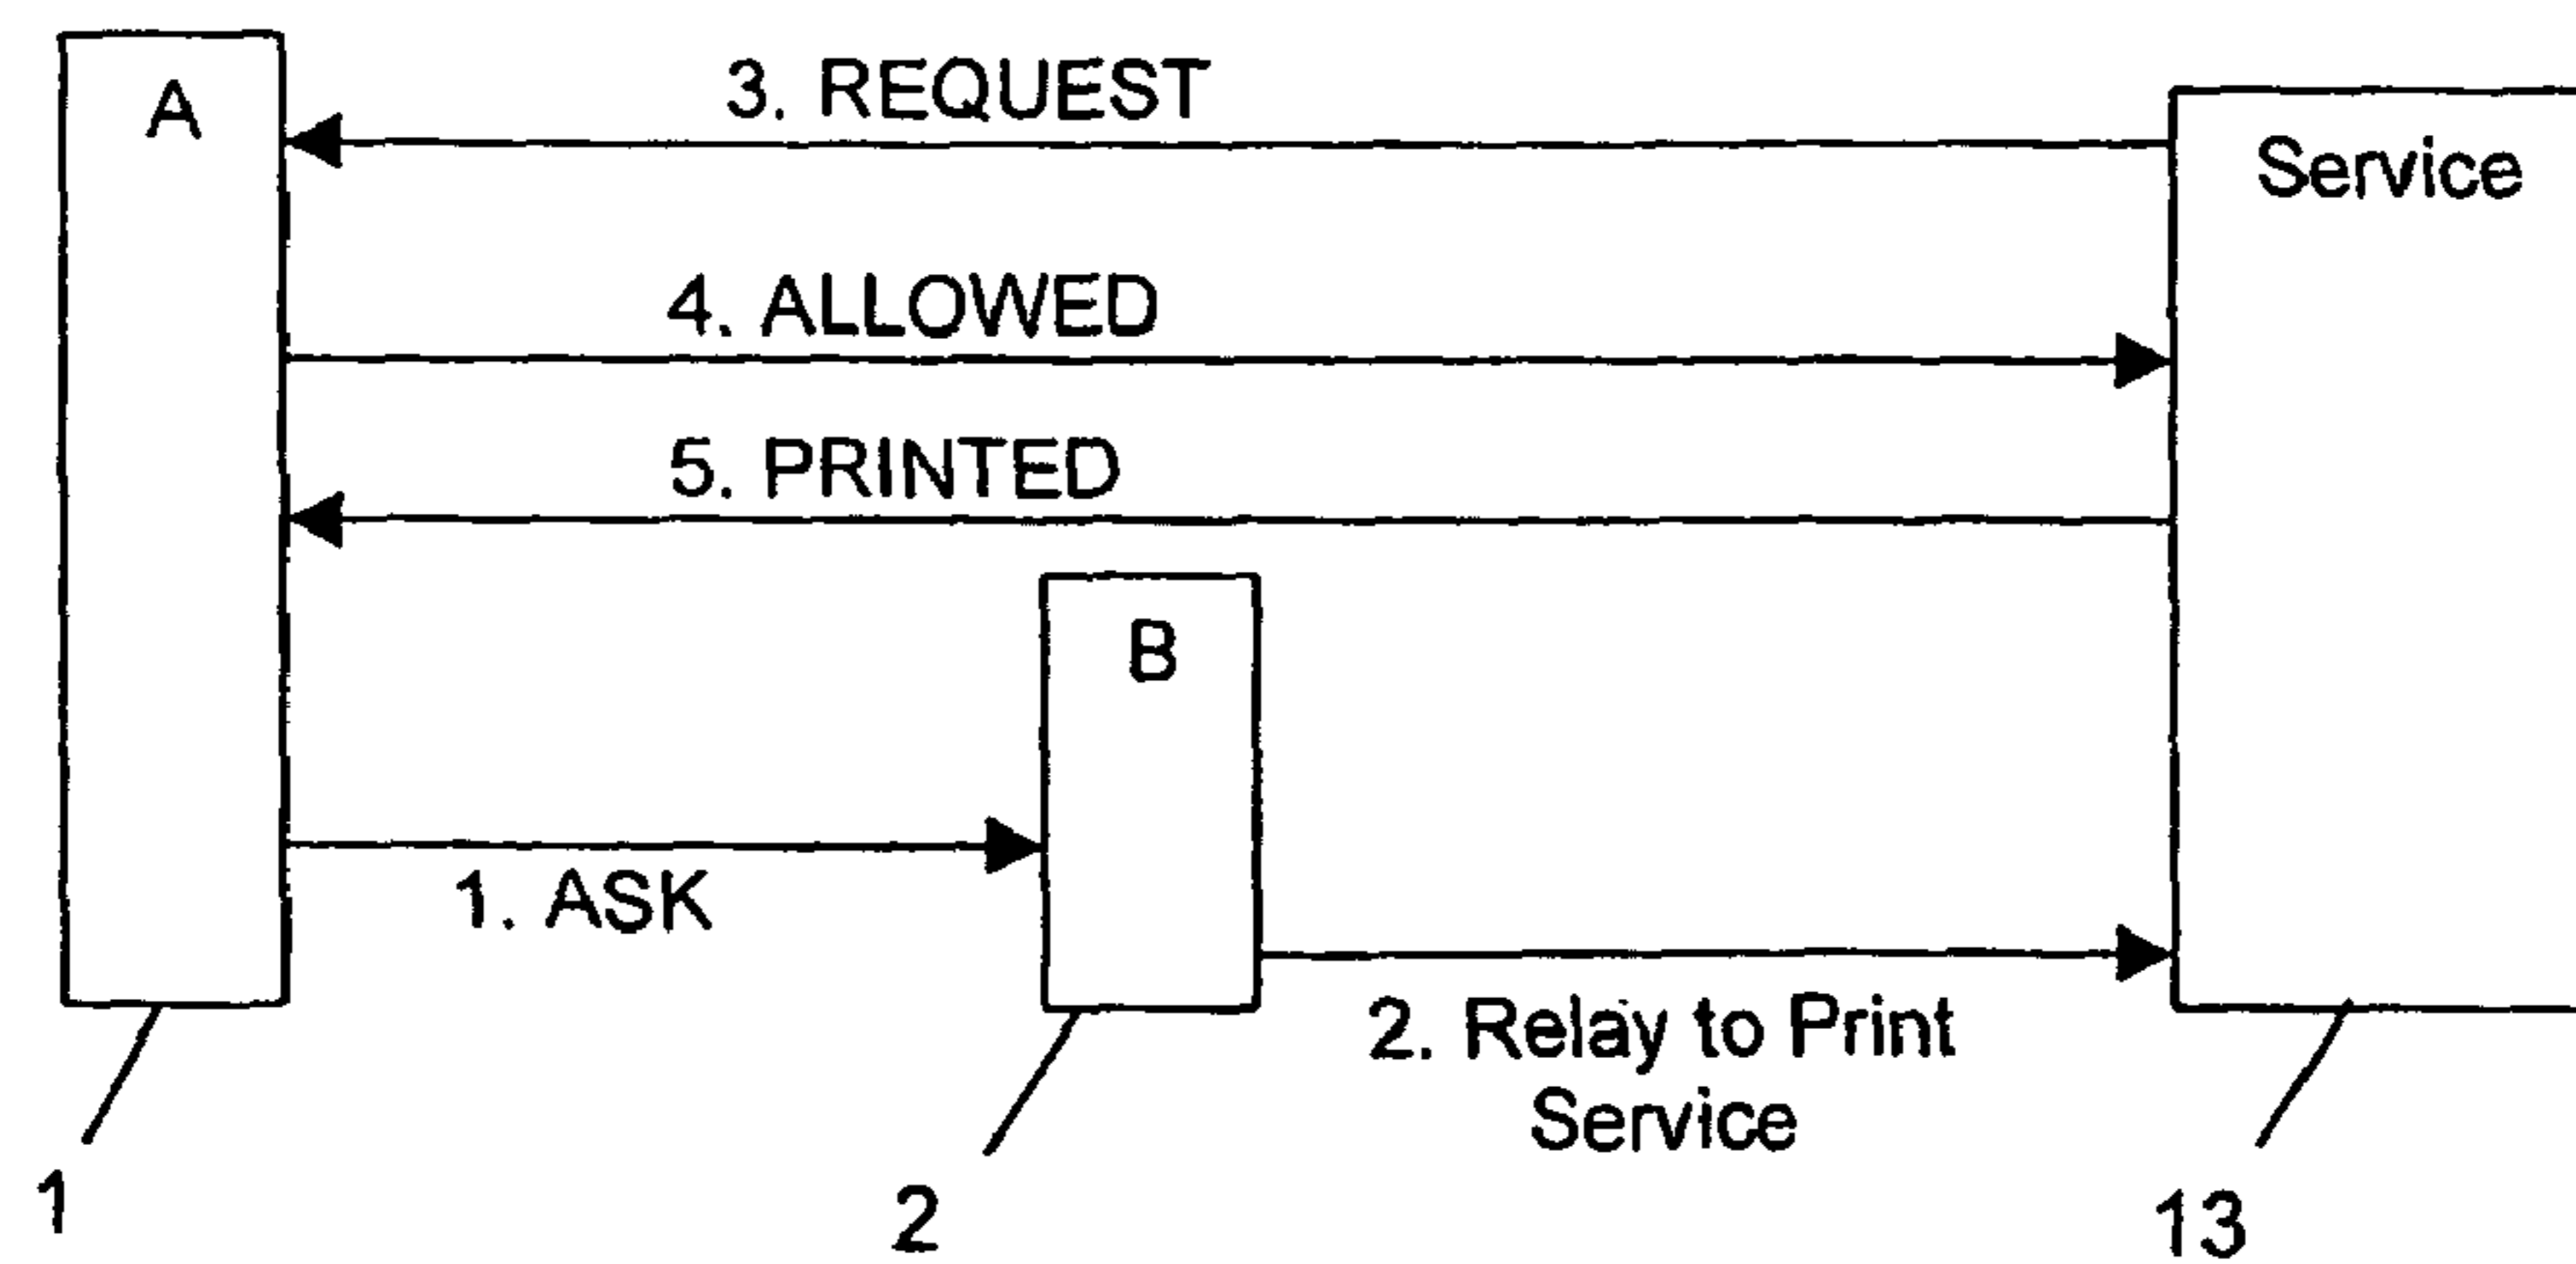 A
3. REQUEST
Service
4. ALLOWED
5. PRINTED
B
1. ASK
2. Relay to Print
Service
1
2
13